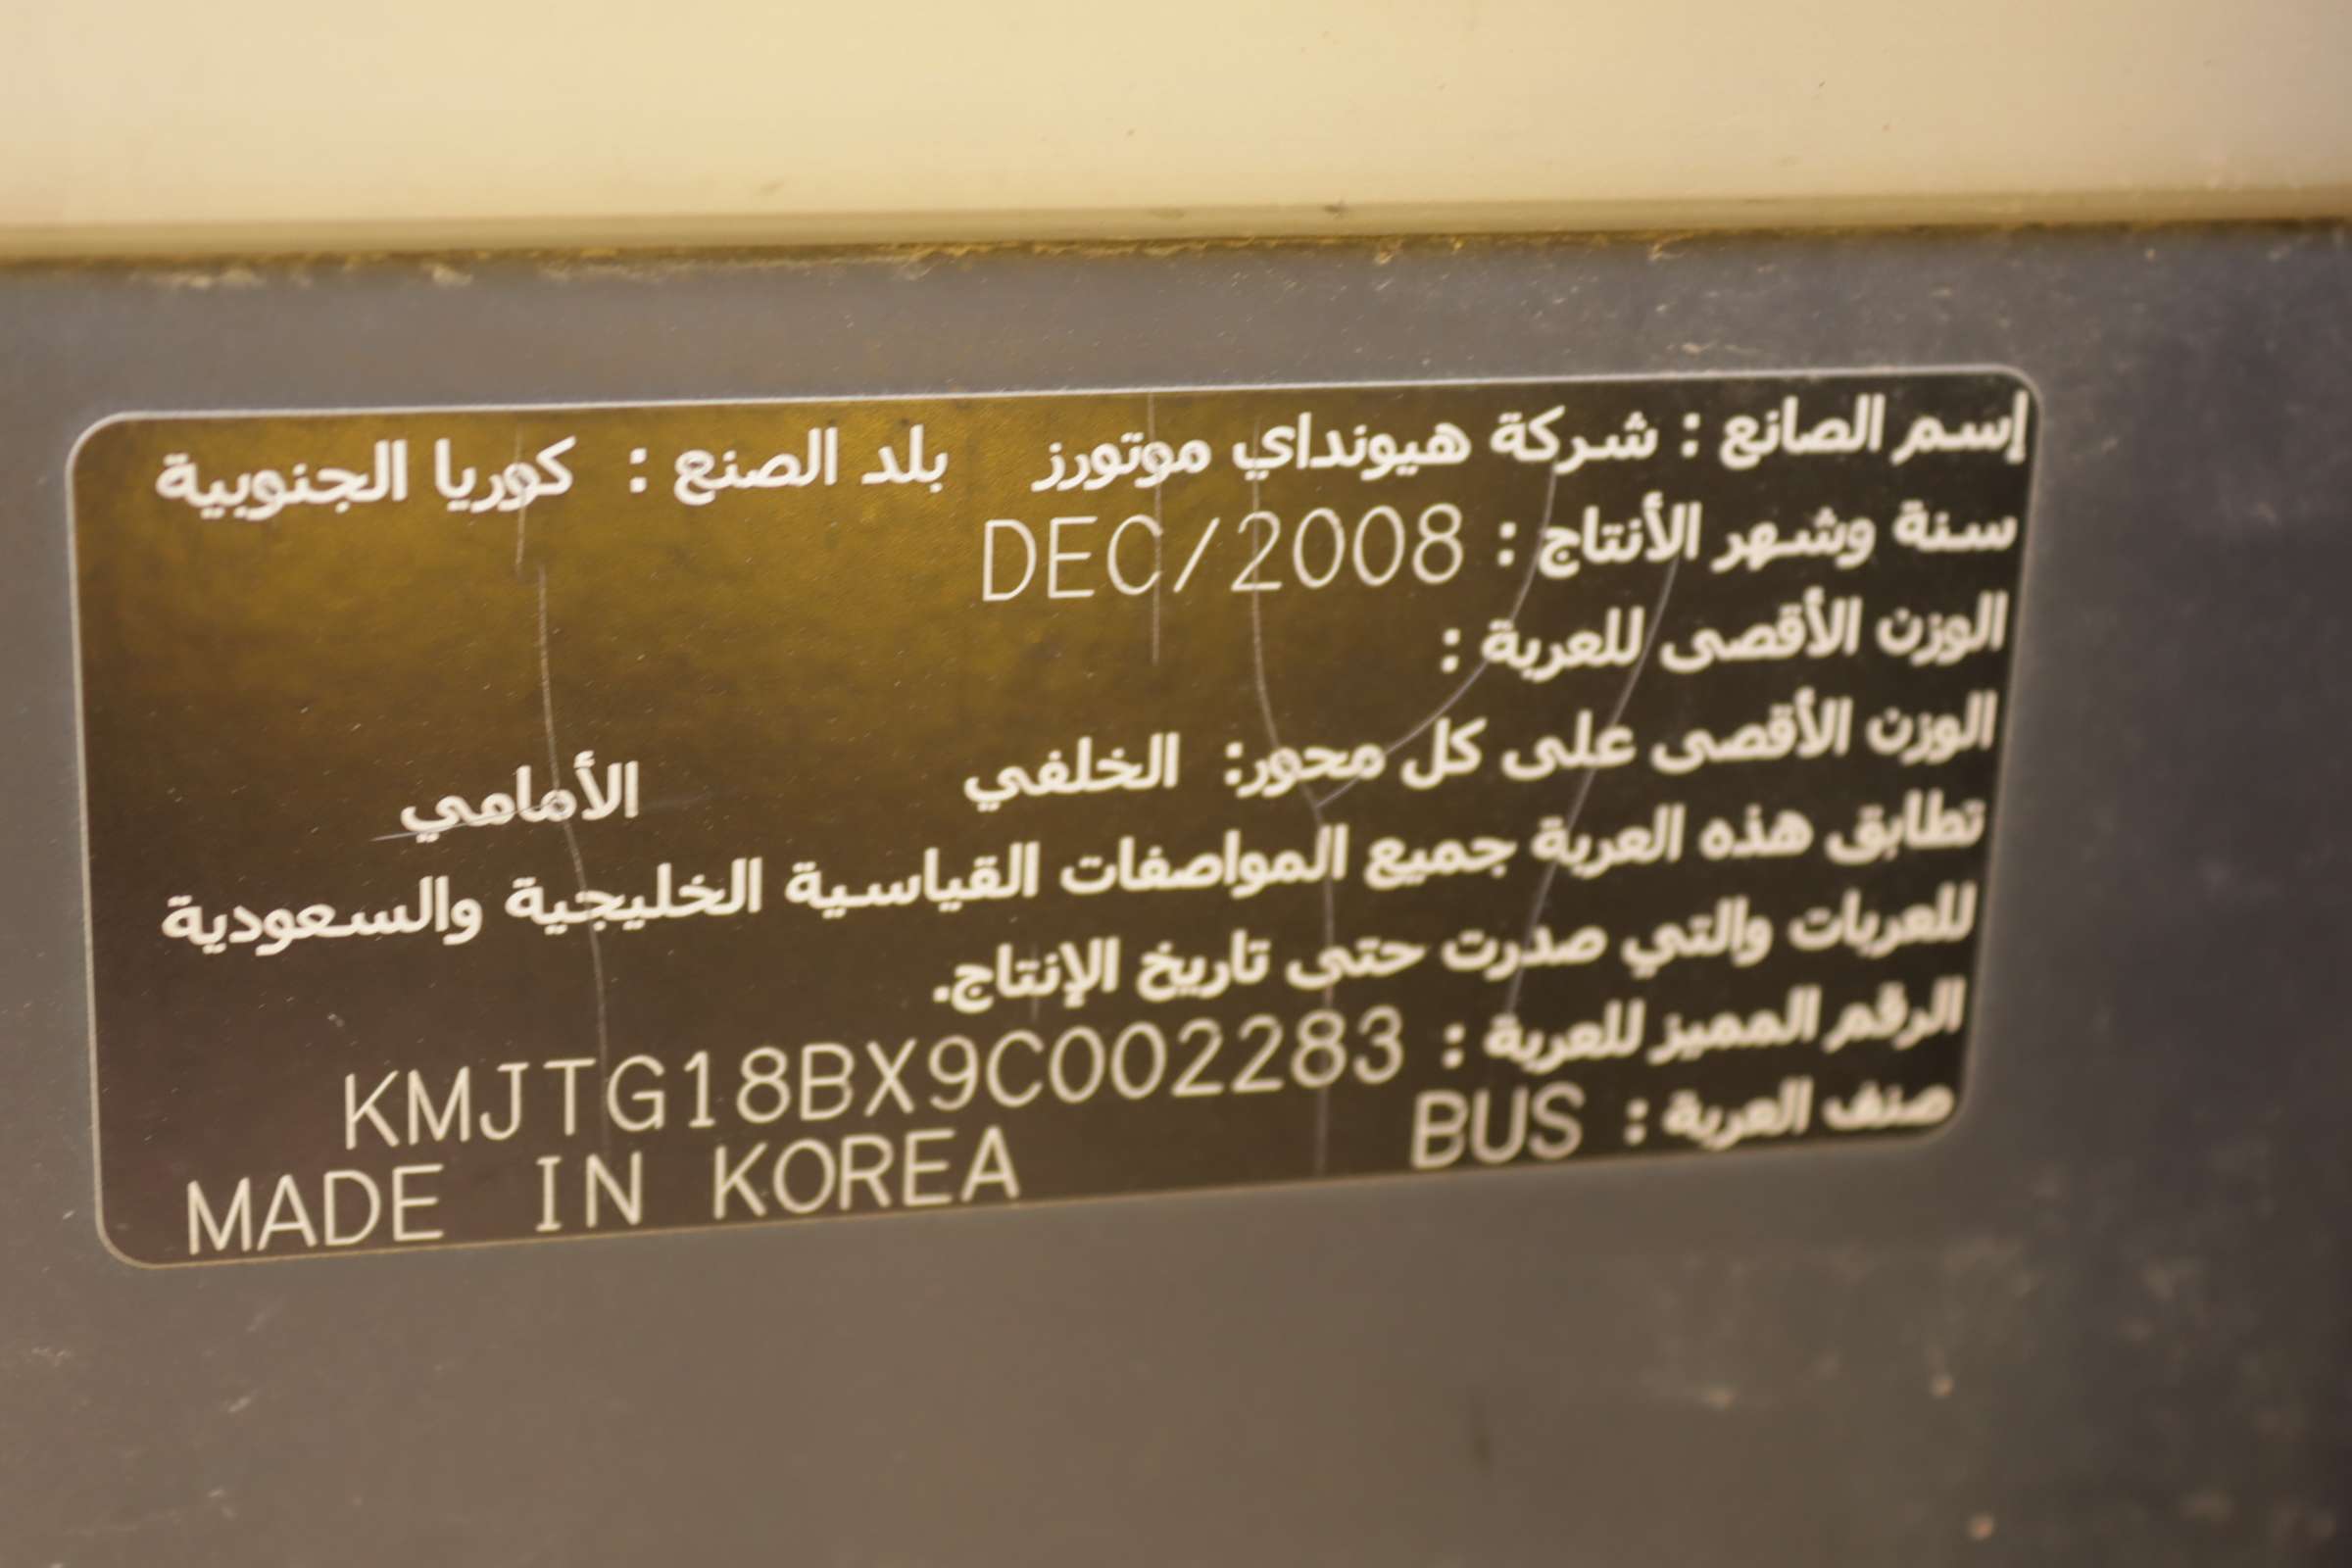 إسم الصانع : شركة هيونداي موتورز بلد الصنع : كوريا الجنوبية
سنة وشهر الأنتاج : DEC/2008
الوزن الأقصى للعربة :
الوزن الأقصى على كل محور: الخلفي الأمامي
تطابق هذه العربة جميع المواصفات القياسية الخليجية والسعودية
للعربات والتي صدرت حتى تاريخ الإنتاج.
الرقم المميز للعربة : KMJTG18BX9C002283
صنف العربة : BUS MADE IN KOREA